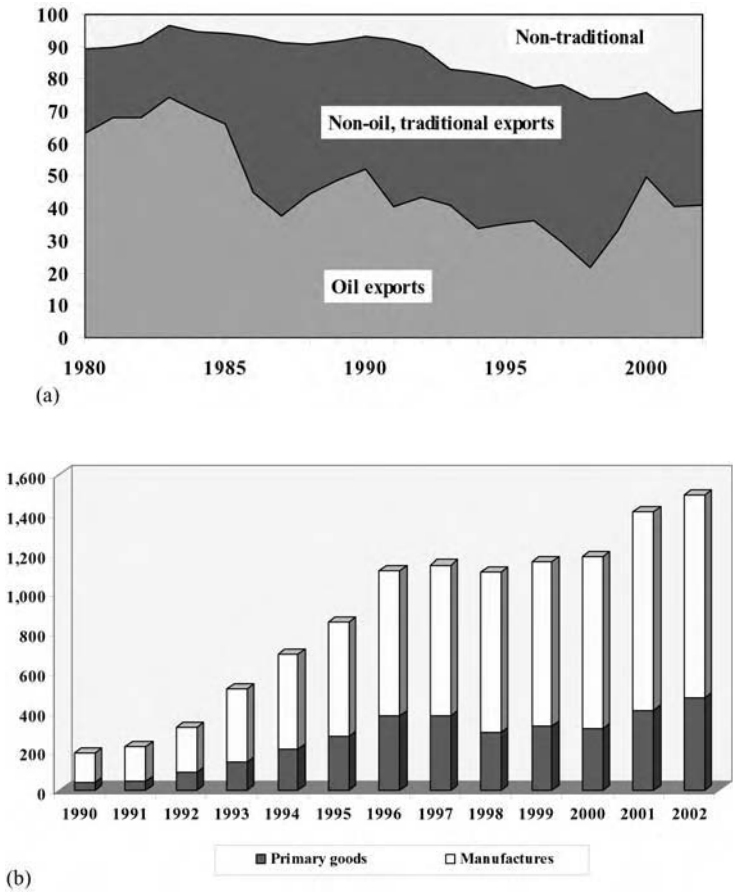 100
90
80
70
60
50
40
30
20
10
0
Non-traditional
Non-oil, traditional exports
Oil exports
1980 1985 1990 1995 2000
(a)
1,600
1,400
1,200
1,000
800
600
400
200
0
1990 1991 1992 1993 1994 1995 1996 1997 1998 1999 2000 2001 2002
Primary goods Manufactures
(b)